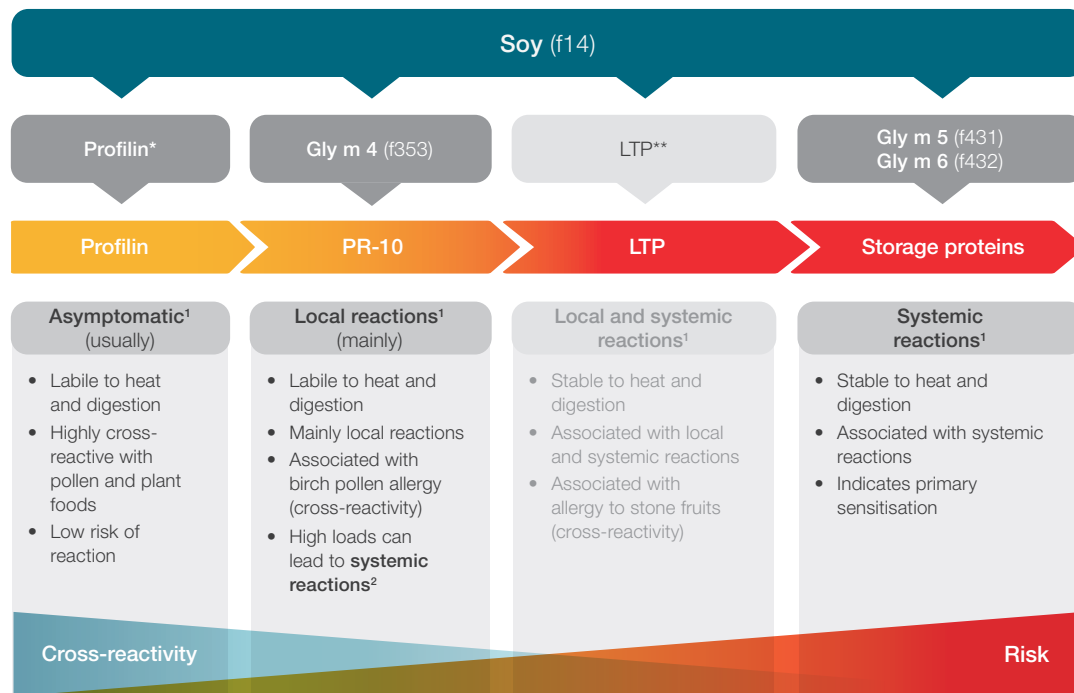 Soy (f14)
Profilin*
Gly m 4 (f353)
LTP**
Gly m 5 (f431)
Gly m 6 (f432)
Profilin
PR-10
LTP
Storage proteins
Asymptomatic¹
(usually)
• Labile to heat
and digestion
• Highly cross-
reactive with
pollen and plant
foods
• Low risk of
reaction
Local reactions¹
(mainly)
• Labile to heat and
digestion
• Mainly local reactions
• Associated with
birch pollen allergy
(cross-reactivity)
• High loads can
lead to systemic
reactions²
Local and systemic
reactions¹
• Stable to heat and
digestion
• Associated with local
and systemic reactions
• Associated with
allergy to stone fruits
(cross-reactivity)
Systemic
reactions¹
• Stable to heat and
digestion
• Associated with systemic
reactions
• Indicates primary
sensitisation
Cross-reactivity
Risk